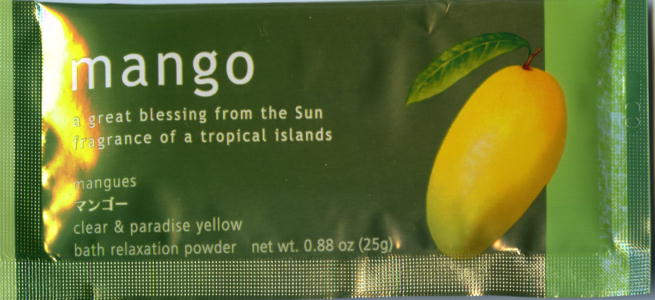 mango
a great blessing from the Sun
fragrance of a tropical islands
mangues
マンゴー
clear & paradise yellow
bath relaxation powder net wt. 0.88 oz (25g)